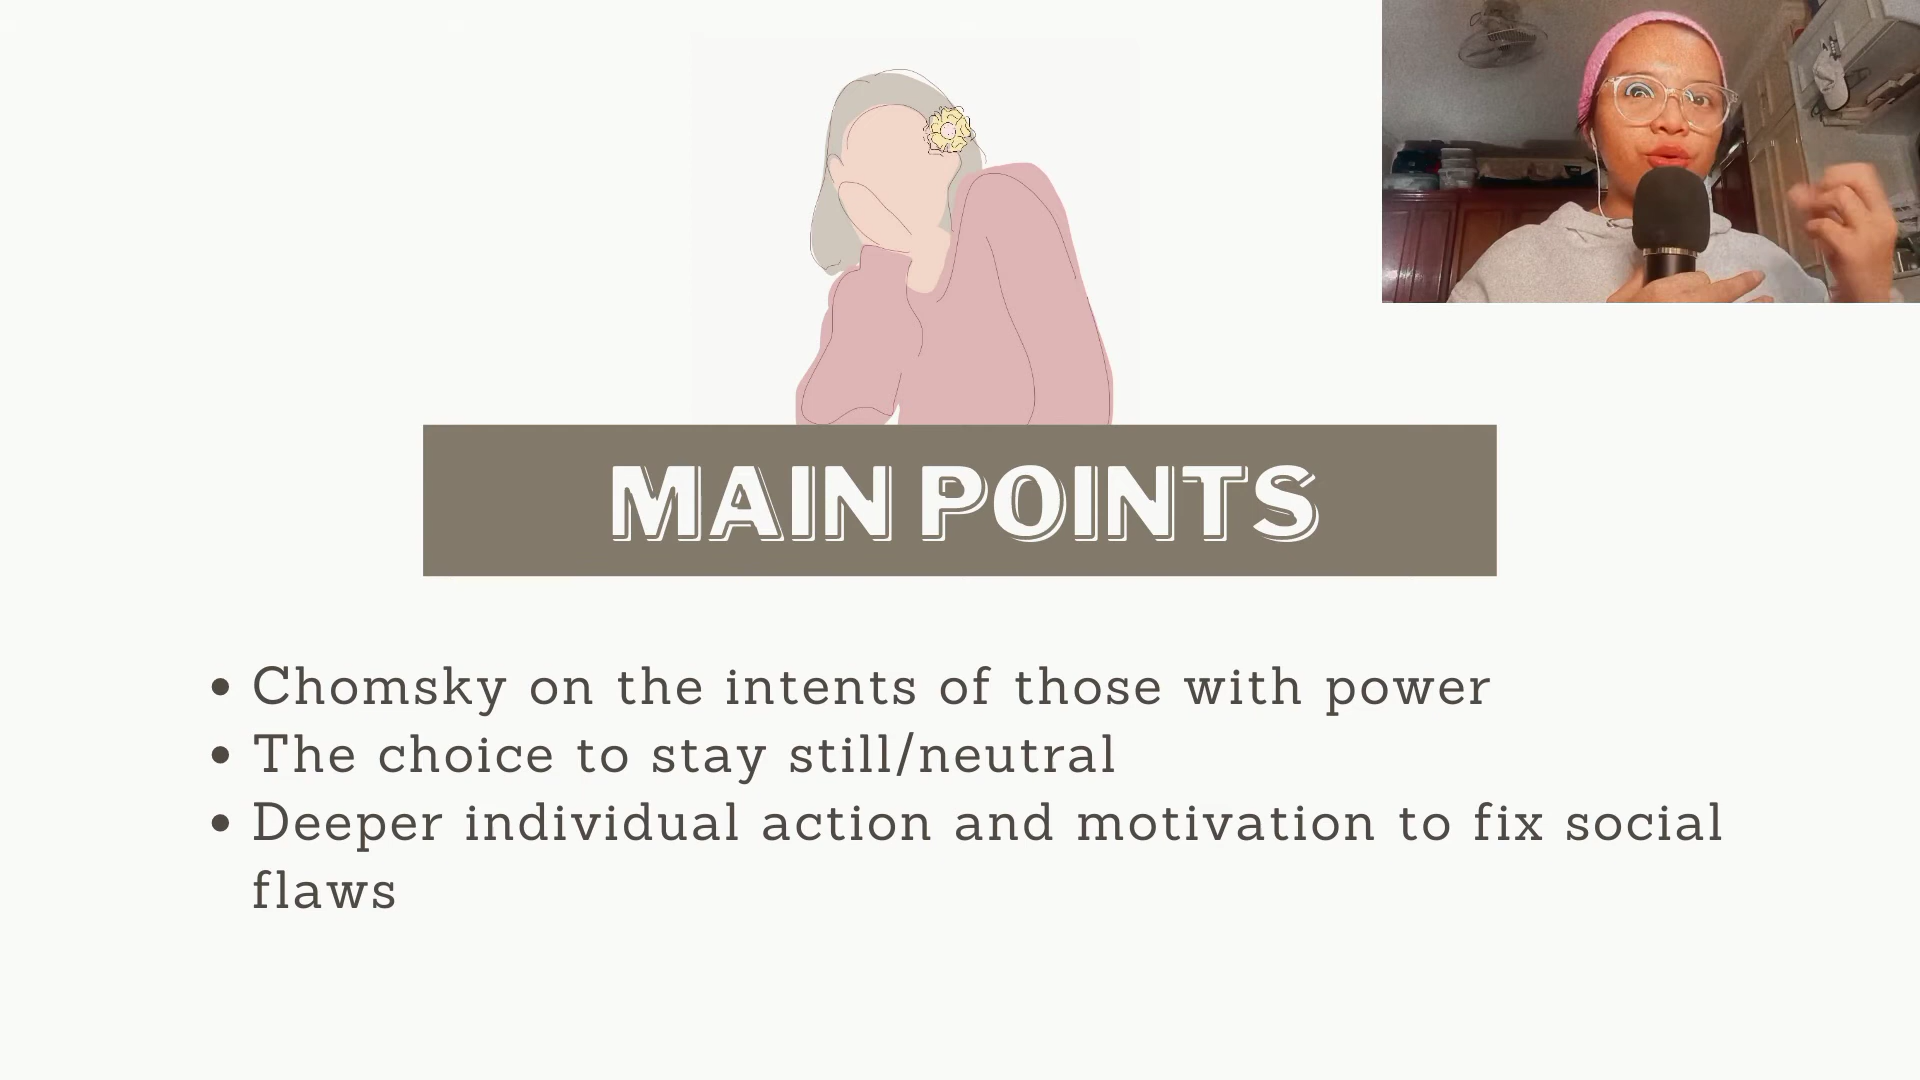 MAIN POINTS
• Chomsky on the intents of those with power
• The choice to stay still/neutral
• Deeper individual action and motivation to fix social
flaws